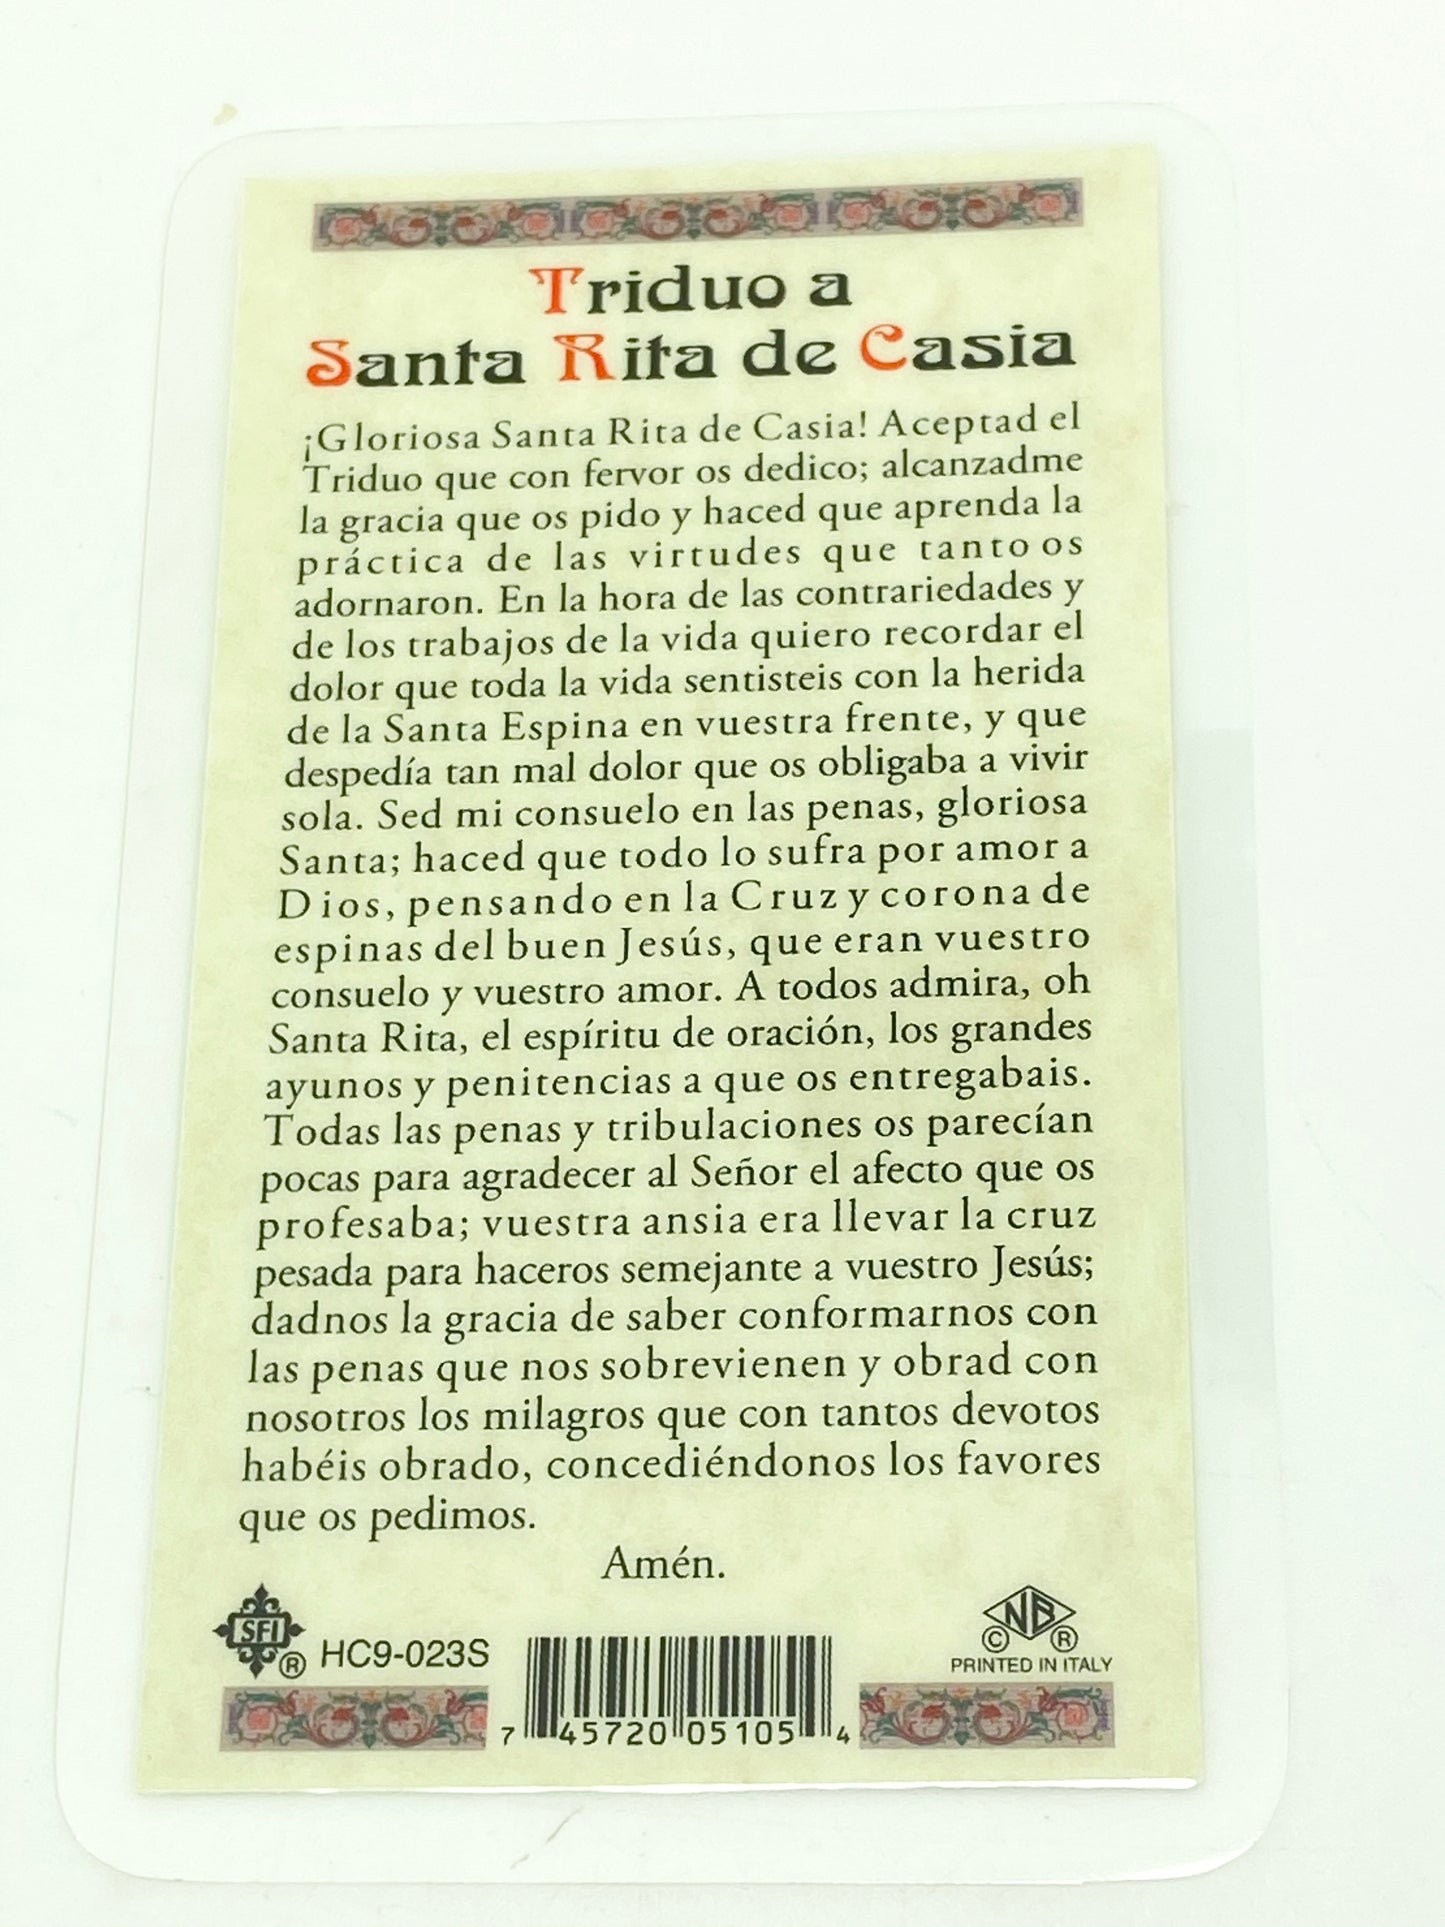 Triduo a
Santa Rita de Casia
¡Gloriosa Santa Rita de Casia! Aceptad el
Triduo que con fervor os dedico; alcanzadme
la gracia que os pido y haced que aprenda la
práctica de las virtudes que tanto os
adornaron. En la hora de las contrariedades y
de los trabajos de la vida quiero recordar el
dolor que toda la vida sentisteis con la herida
de la Santa Espina en vuestra frente, y que
despedía tan mal dolor que os obligaba a vivir
sola. Sed mi consuelo en las penas, gloriosa
Santa; haced que todo lo sufra por amor a
Dios, pensando en la Cruz y corona de
espinas del buen Jesús, que eran vuestro
consuelo y vuestro amor. A todos admira, oh
Santa Rita, el espíritu de oración, los grandes
ayunos y penitencias a que os entregabais.
Todas las penas y tribulaciones os parecían
pocas para agradecer al Señor el afecto que os
profesaba; vuestra ansia era llevar la cruz
pesada para haceros semejante a vuestro Jesús;
dadnos la gracia de saber conformarnos con
las penas que nos sobrevienen y obrad con
nosotros los milagros que con tantos devotos
habéis obrado, concediéndonos los favores
que os pedimos.
Amén.
SFI ® HC9-023S
NB
© ®
PRINTED IN ITALY
7 45720 05105 4